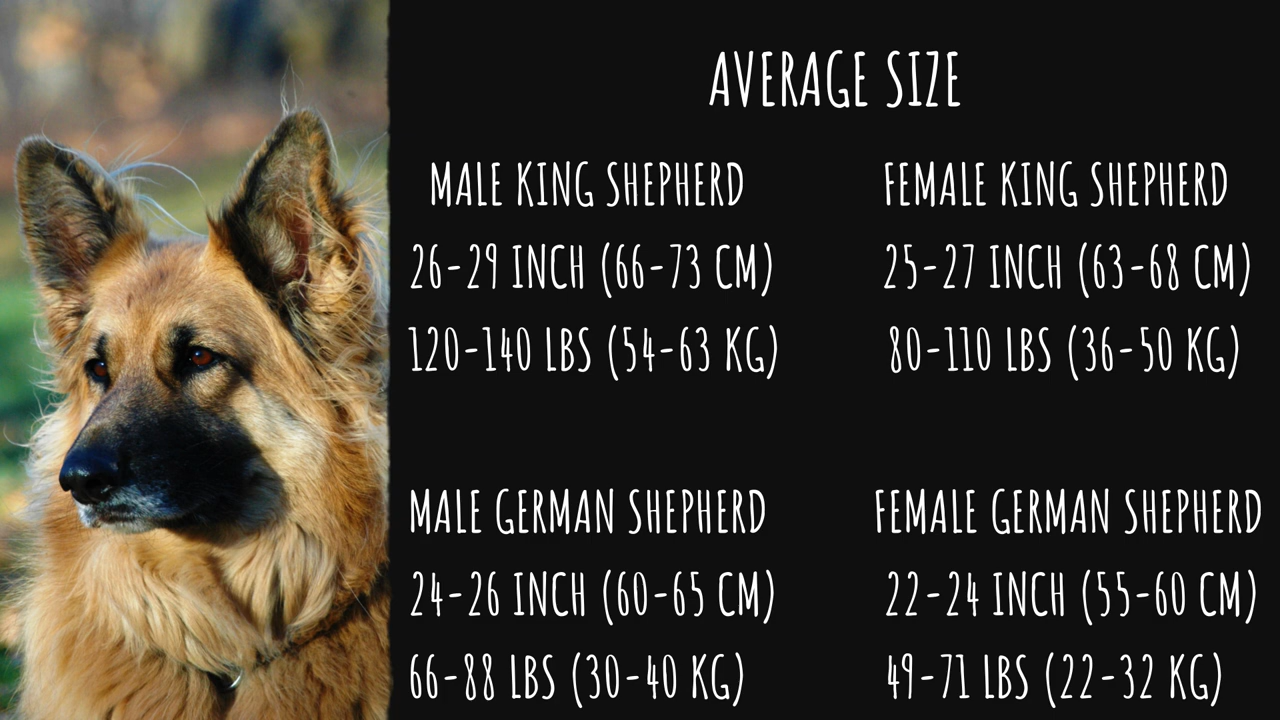 AVERAGE SIZE
MALE KING SHEPHERD
26-29 INCH (66-73 CM)
120-140 LBS (54-63 KG)
FEMALE KING SHEPHERD
25-27 INCH (63-68 CM)
80-110 LBS (36-50 KG)
MALE GERMAN SHEPHERD
24-26 INCH (60-65 CM)
66-88 LBS (30-40 KG)
FEMALE GERMAN SHEPHERD
22-24 INCH (55-60 CM)
49-71 LBS (22-32 KG)